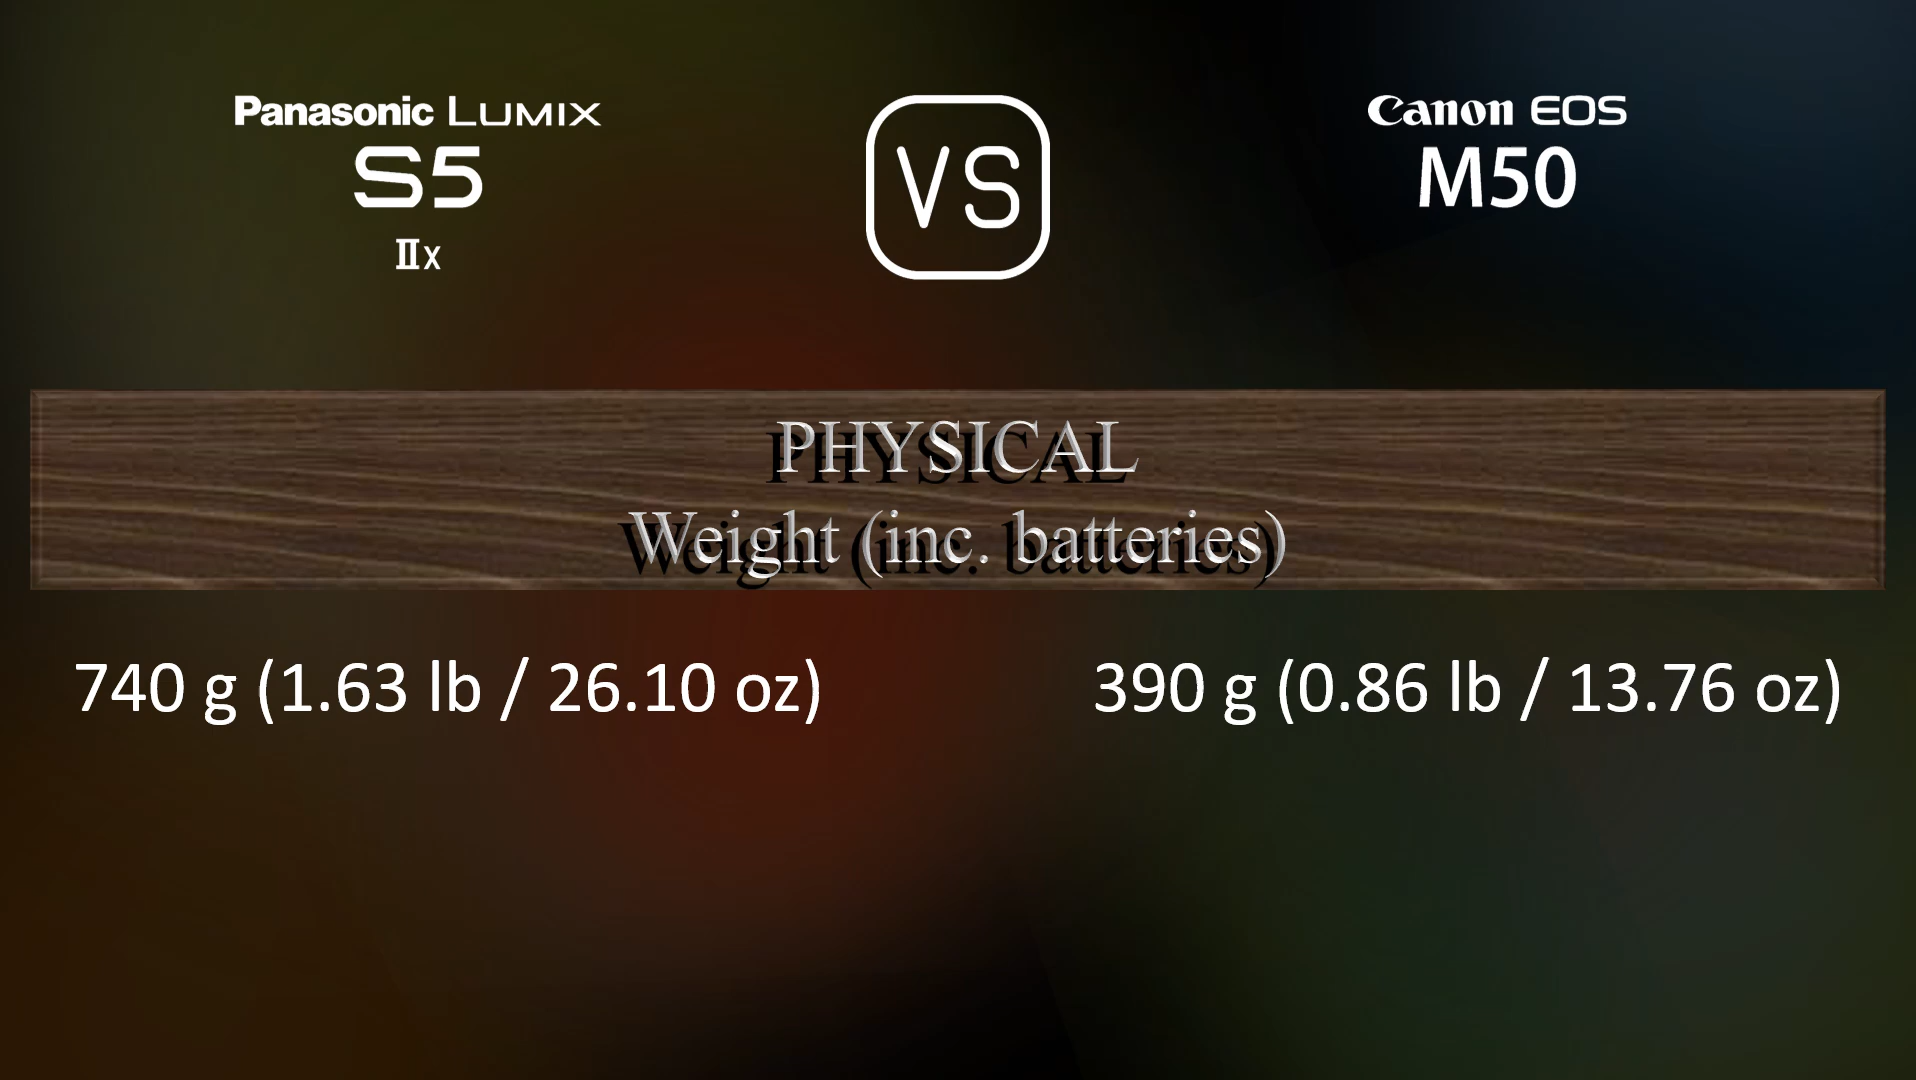 Panasonic LUMIX
S5
IIx
VS
Canon EOS
M50
PHYSICAL
Weight (inc. batteries)
740 g (1.63 lb / 26.10 oz)
390 g (0.86 lb / 13.76 oz)